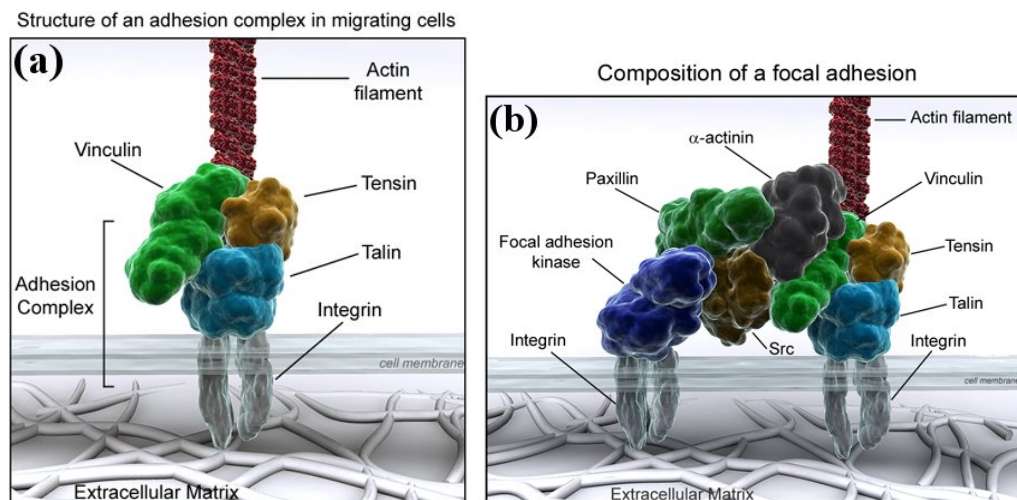 Structure of an adhesion complex in migrating cells
(a)
Actin
filament
Vinculin
Tensin
Talin
Adhesion
Complex
Integrin
cell membrane
Extracellular Matrix
Composition of a focal adhesion
(b)
Actin filament
α-actinin
Paxillin
Vinculin
Focal adhesion
kinase
Tensin
Talin
Integrin
Src
Integrin
cell membrane
Extracellular Matrix